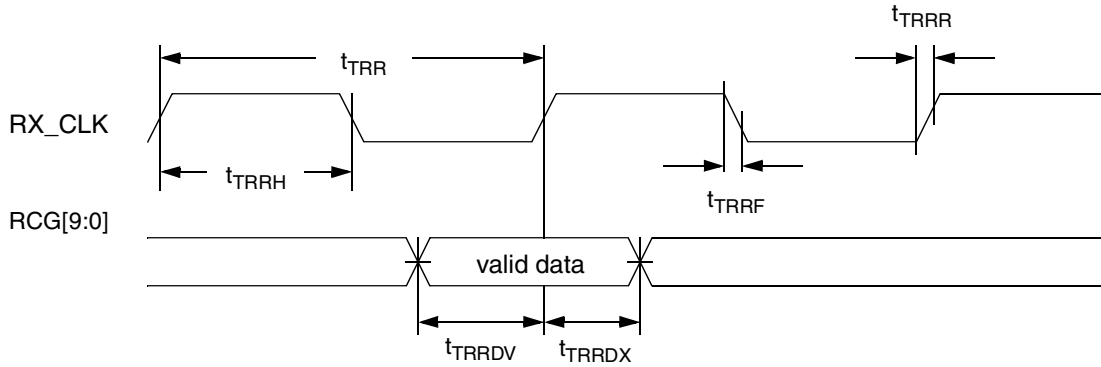 tTRRR
tTRR
RX_CLK
tTRRH
tTRRF
RCG[9:0]
valid data
tTRRDV tTRRDX